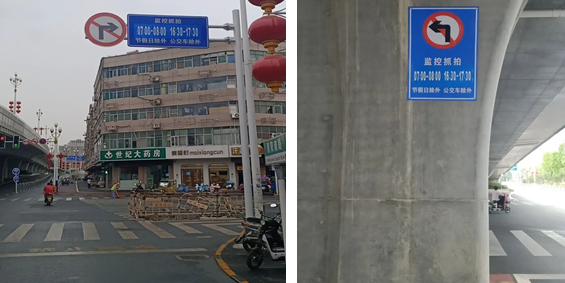 监控抓拍
07:00-08:00 16:30-17:30
节假日除外 公交车除外
世纪大药房
maixiangcun
监控抓拍
07:00-08:00 16:30-17:30
节假日除外 公交车除外